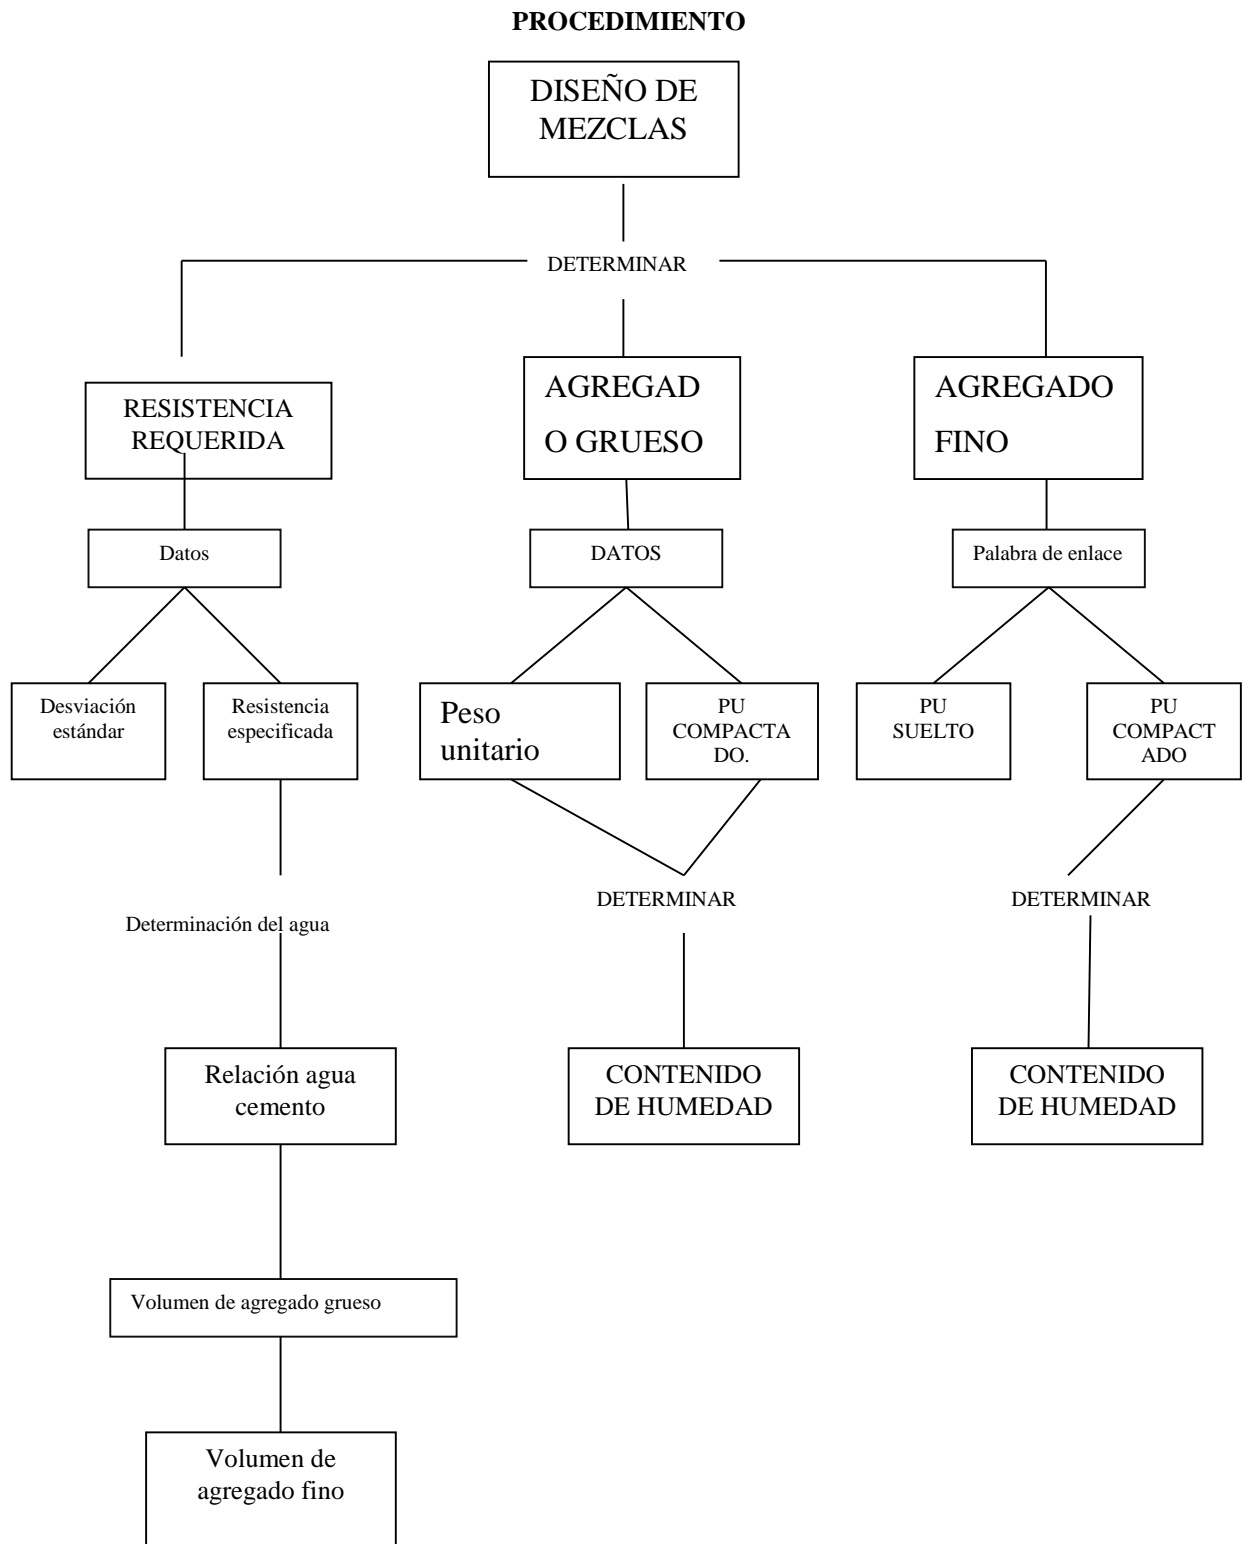 PROCEDIMIENTO
DISEÑO DE
MEZCLAS
DETERMINAR
RESISTENCIA
REQUERIDA
AGREGAD
O GRUESO
AGREGADO
FINO
Datos
DATOS
Palabra de enlace
Desviación
estándar
Resistencia
especificada
Peso
unitario
PU
COMPACTA
DO.
PU
SUELTO
PU
COMPACT
ADO
DETERMINAR
DETERMINAR
Determinación del agua
Relación agua
cemento
CONTENIDO
DE HUMEDAD
CONTENIDO
DE HUMEDAD
Volumen de agregado grueso
Volumen de
agregado fino